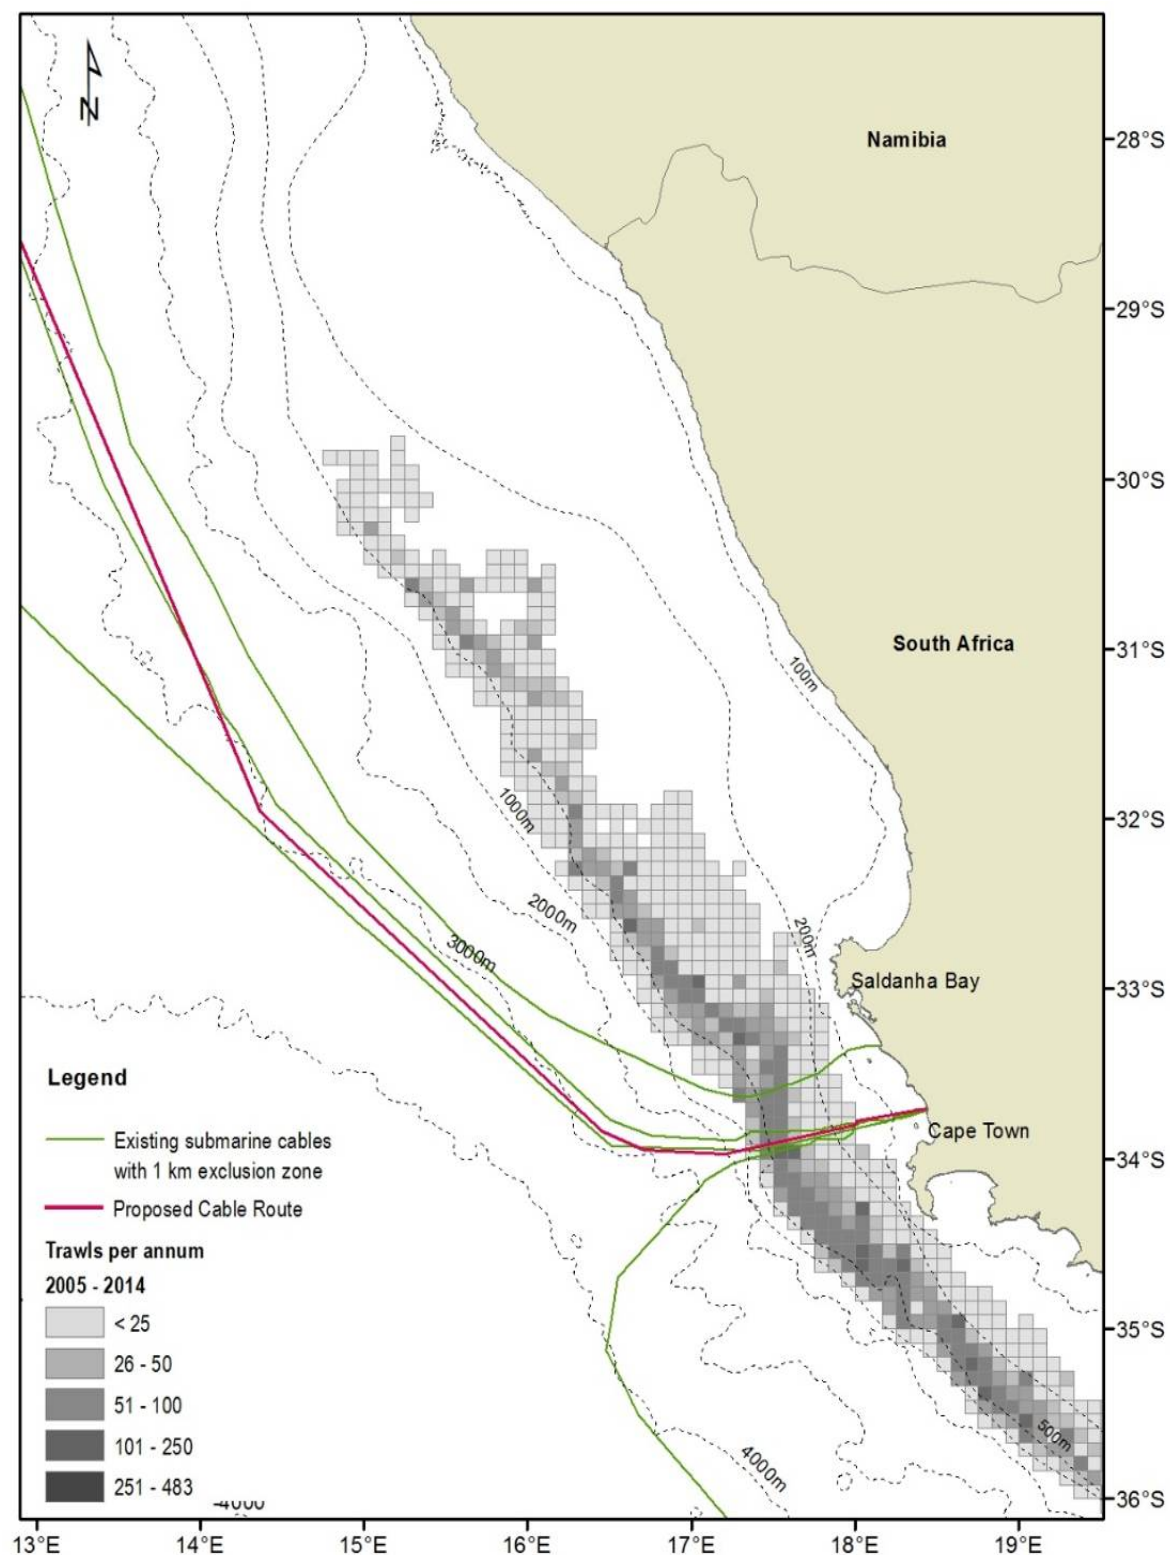 N
Namibia
28°S
29°S
30°S
South Africa
31°S
100m
1000m
32°S
2000m
200m
3000m
Saldanha Bay
33°S
Legend
Existing submarine cables
with 1 km exclusion zone
Proposed Cable Route
Cape Town
34°S
Trawls per annum
2005 - 2014
< 25
26 - 50
51 - 100
101 - 250
251 - 483
35°S
500m
4000m
-4000
36°S
13°E 14°E 15°E 16°E 17°E 18°E 19°E